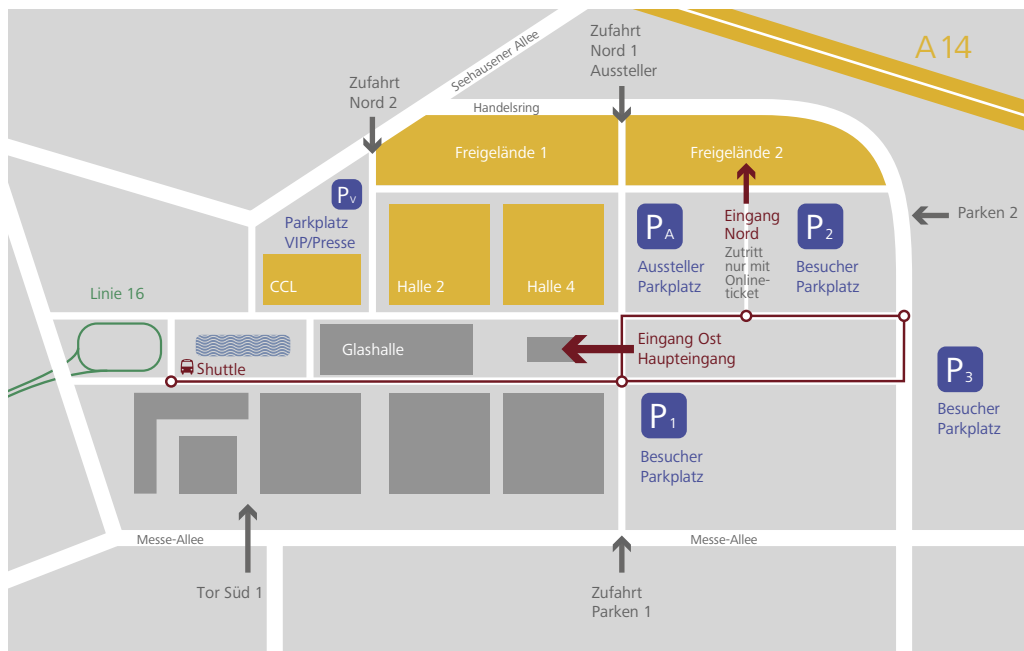 A 14
Zufahrt
Nord 1
Aussteller
Seehausener Allee
Zufahrt
Nord 2
Handelsring
Freigelände 1
Freigelände 2
PV
Parkplatz
VIP/Presse
PA
Aussteller
Parkplatz
Eingang
Nord
Zutritt
nur mit
Online-
ticket
P2
Besucher
Parkplatz
Parken 2
CCL
Halle 2
Halle 4
Linie 16
Glashalle
Eingang Ost
Haupteingang
Shuttle
P3
Besucher
Parkplatz
P1
Besucher
Parkplatz
Messe-Allee
Messe-Allee
Tor Süd 1
Zufahrt
Parken 1